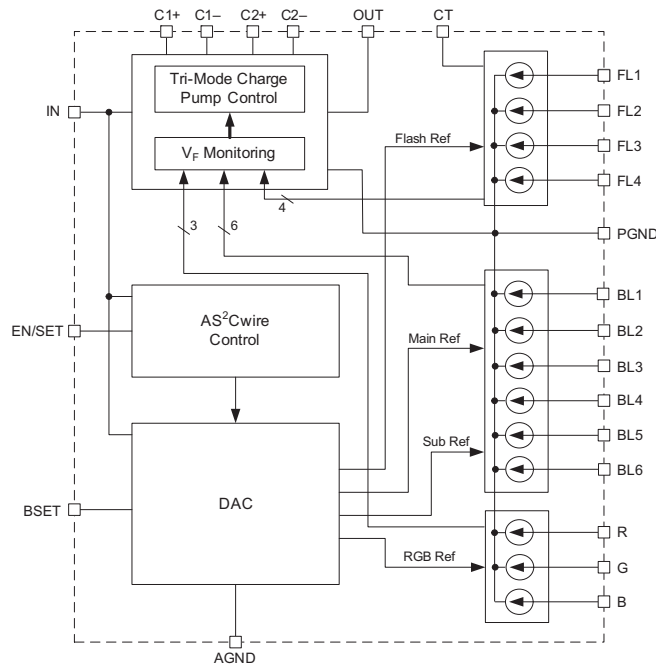 C1+ C1– C2+ C2– OUT CT
Tri-Mode Charge
Pump Control
FL1
IN
FL2
V_F Monitoring
Flash Ref
FL3
4
FL4
3
6
PGND
BL1
AS²Cwire
Control
EN/SET
BL2
Main Ref
BL3
BL4
Sub Ref
BL5
BL6
DAC
BSET
R
RGB Ref
G
B
AGND